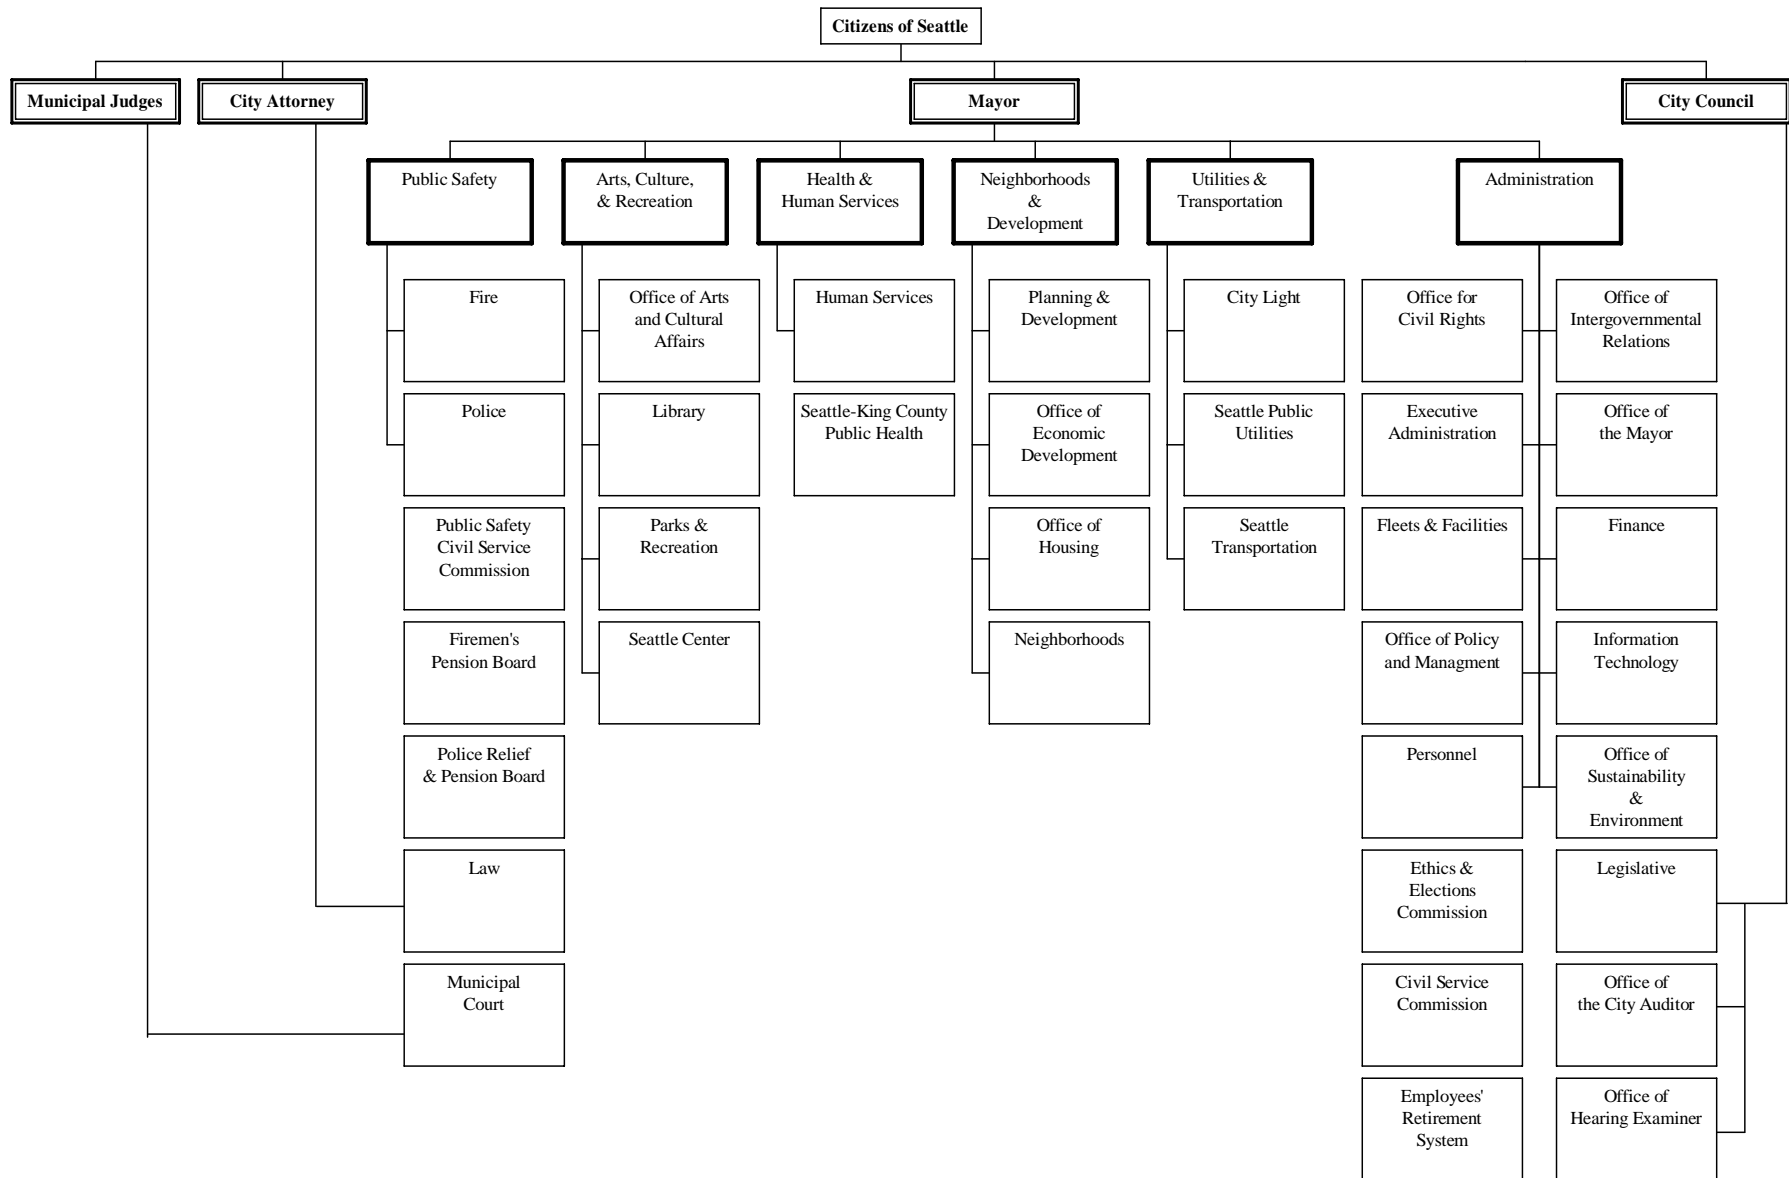 Citizens of Seattle
Municipal Judges
City Attorney
Mayor
City Council
Public Safety
Arts, Culture,
& Recreation
Health &
Human Services
Neighborhoods
&
Development
Utilities &
Transportation
Administration
Fire
Office of Arts
and Cultural
Affairs
Human Services
Planning &
Development
City Light
Office for
Civil Rights
Office of
Intergovernmental
Relations
Police
Library
Seattle-King County
Public Health
Office of
Economic
Development
Seattle Public
Utilities
Executive
Administration
Office of
the Mayor
Public Safety
Civil Service
Commission
Parks &
Recreation
Office of
Housing
Seattle
Transportation
Fleets & Facilities
Finance
Firemen's
Pension Board
Seattle Center
Neighborhoods
Office of Policy
and Managment
Information
Technology
Police Relief
& Pension Board
Personnel
Office of
Sustainability
&
Environment
Law
Ethics &
Elections
Commission
Legislative
Municipal
Court
Civil Service
Commission
Office of
the City Auditor
Employees'
Retirement
System
Office of
Hearing Examiner